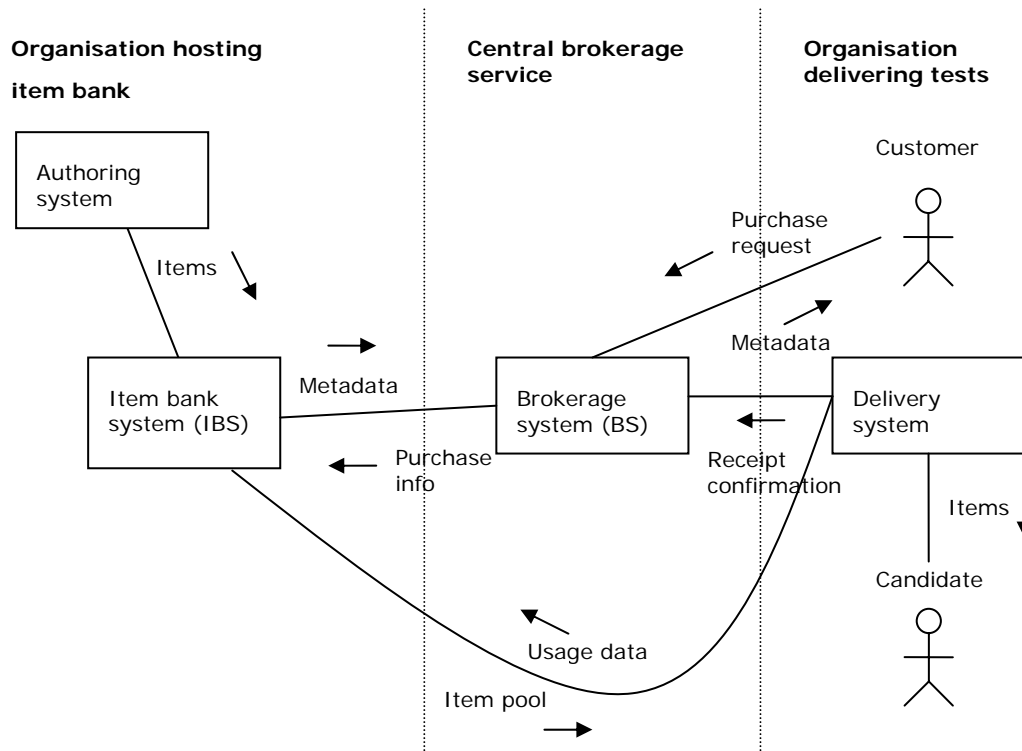 Organisation hosting
item bank
Central brokerage
service
Organisation
delivering tests
Authoring
system
Customer
Purchase
request
Items
Metadata
Metadata
Item bank
system (IBS)
Brokerage
system (BS)
Delivery
system
Purchase
info
Receipt
confirmation
Items
Candidate
Usage data
Item pool